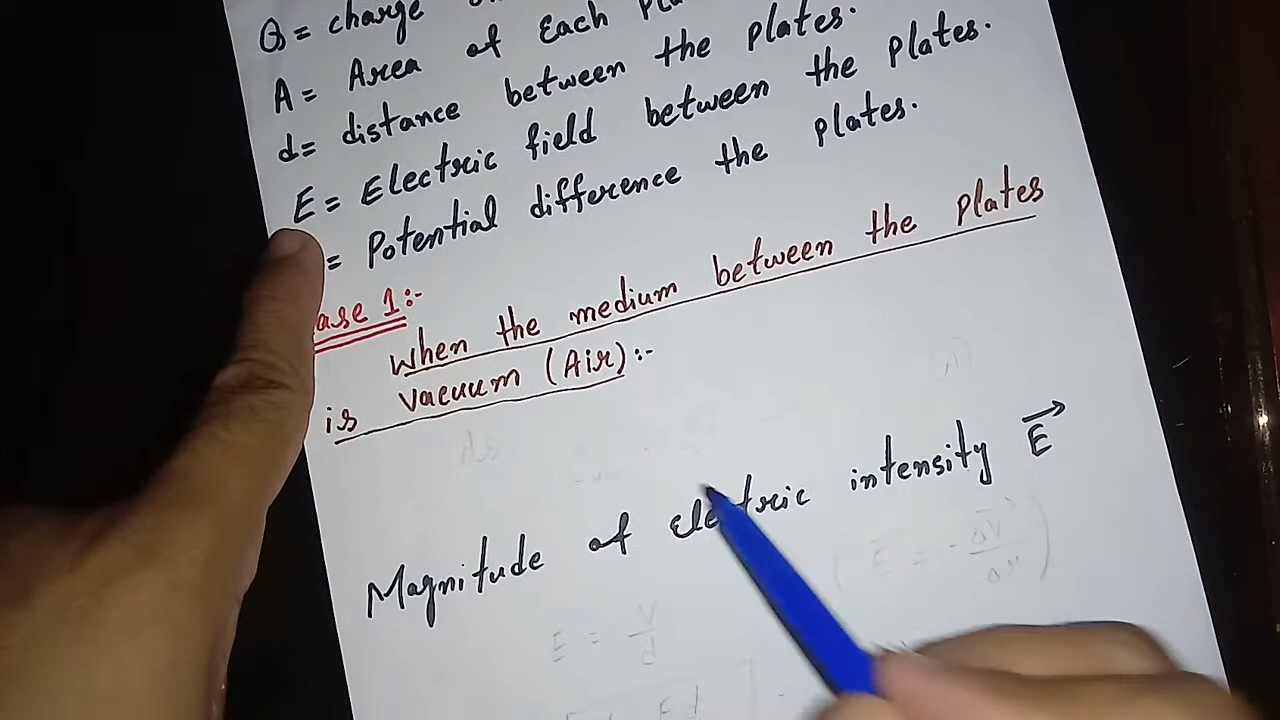 Q = charge
A = Area of Each
d = distance between the plates.
E = Electric field between the plates.
= Potential difference the plates.
ase 1:-
When the medium between the plates
is vacuum (Air):-
Magnitude of Electric intensity E
E = V/d